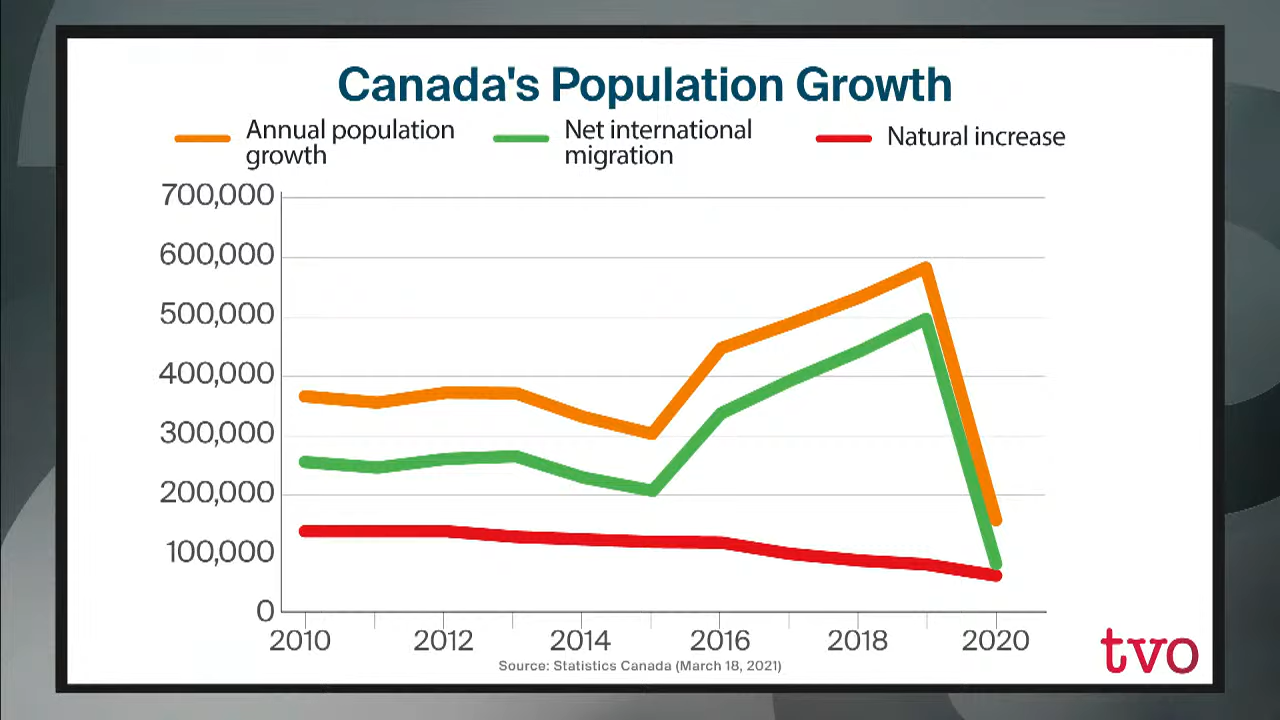 Canada's Population Growth
Annual population
growth
Net international
migration
Natural increase
700,000
600,000
500,000
400,000
300,000
200,000
100,000
0
2010 2012 2014 2016 2018 2020
Source: Statistics Canada (March 18, 2021)
tvo